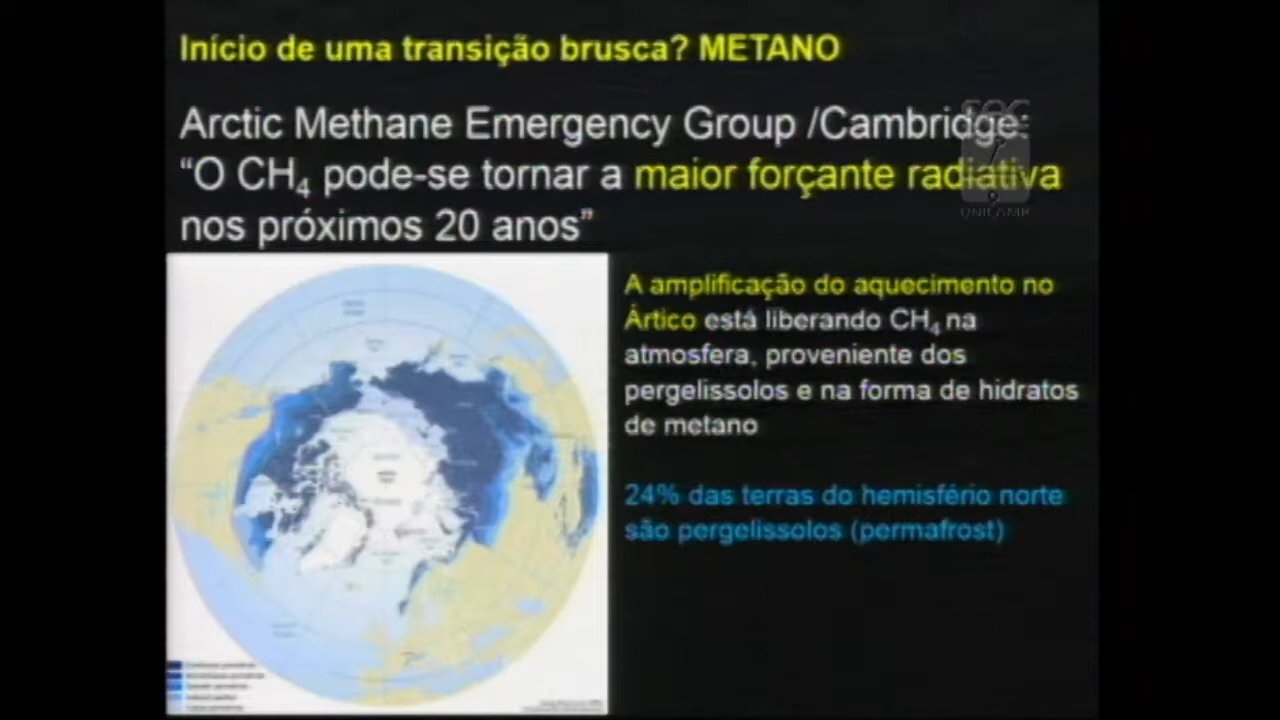 Início de uma transição brusca? METANO
Arctic Methane Emergency Group /Cambridge:
“O CH₄ pode-se tornar a maior forçante radiativa
nos próximos 20 anos”
A amplificação do aquecimento no
Ártico está liberando CH₄ na
atmosfera, proveniente dos
pergelissolos e na forma de hidratos
de metano
24% das terras do hemisfério norte
são pergelissolos (permafrost)
UNICAMP